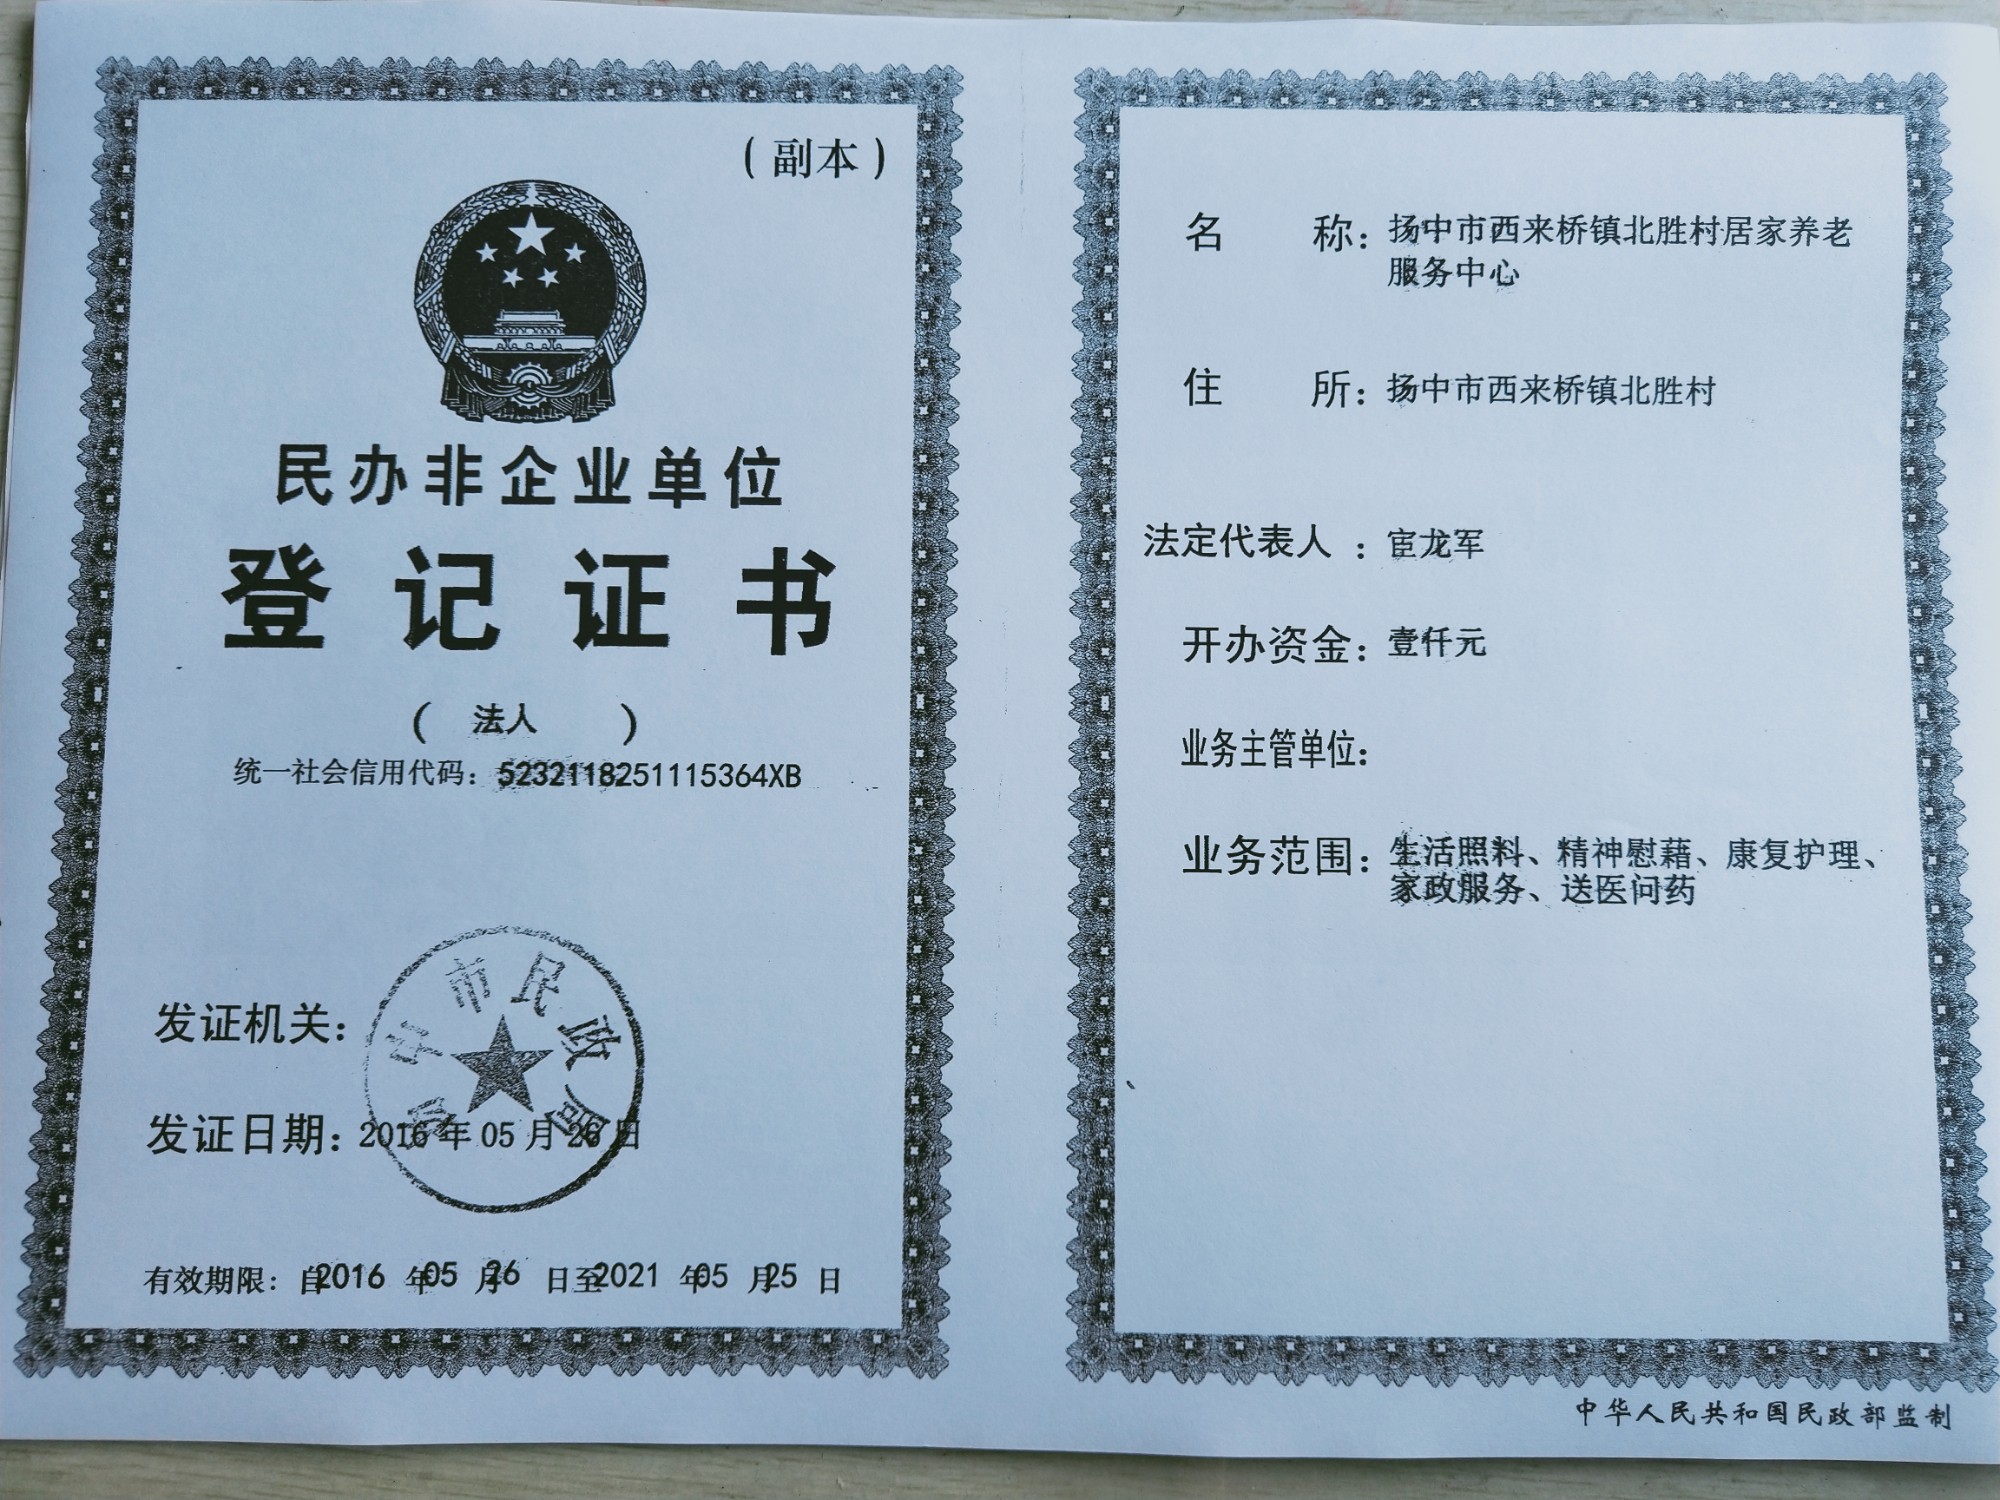 （副本）
民办非企业单位
登记证书
（ 法人 ）
统一社会信用代码：5232118251115364XB
发证机关：
扬中市民政局
发证日期：2016年05月26日
有效期限：自2016年05月26日至2021年05月25日
名称：扬中市西来桥镇北胜村居家养老
服务中心
住所：扬中市西来桥镇北胜村
法定代表人：宦龙军
开办资金：壹仟元
业务主管单位：
业务范围：生活照料、精神慰藉、康复护理、
家政服务、送医问药
中华人民共和国民政部监制